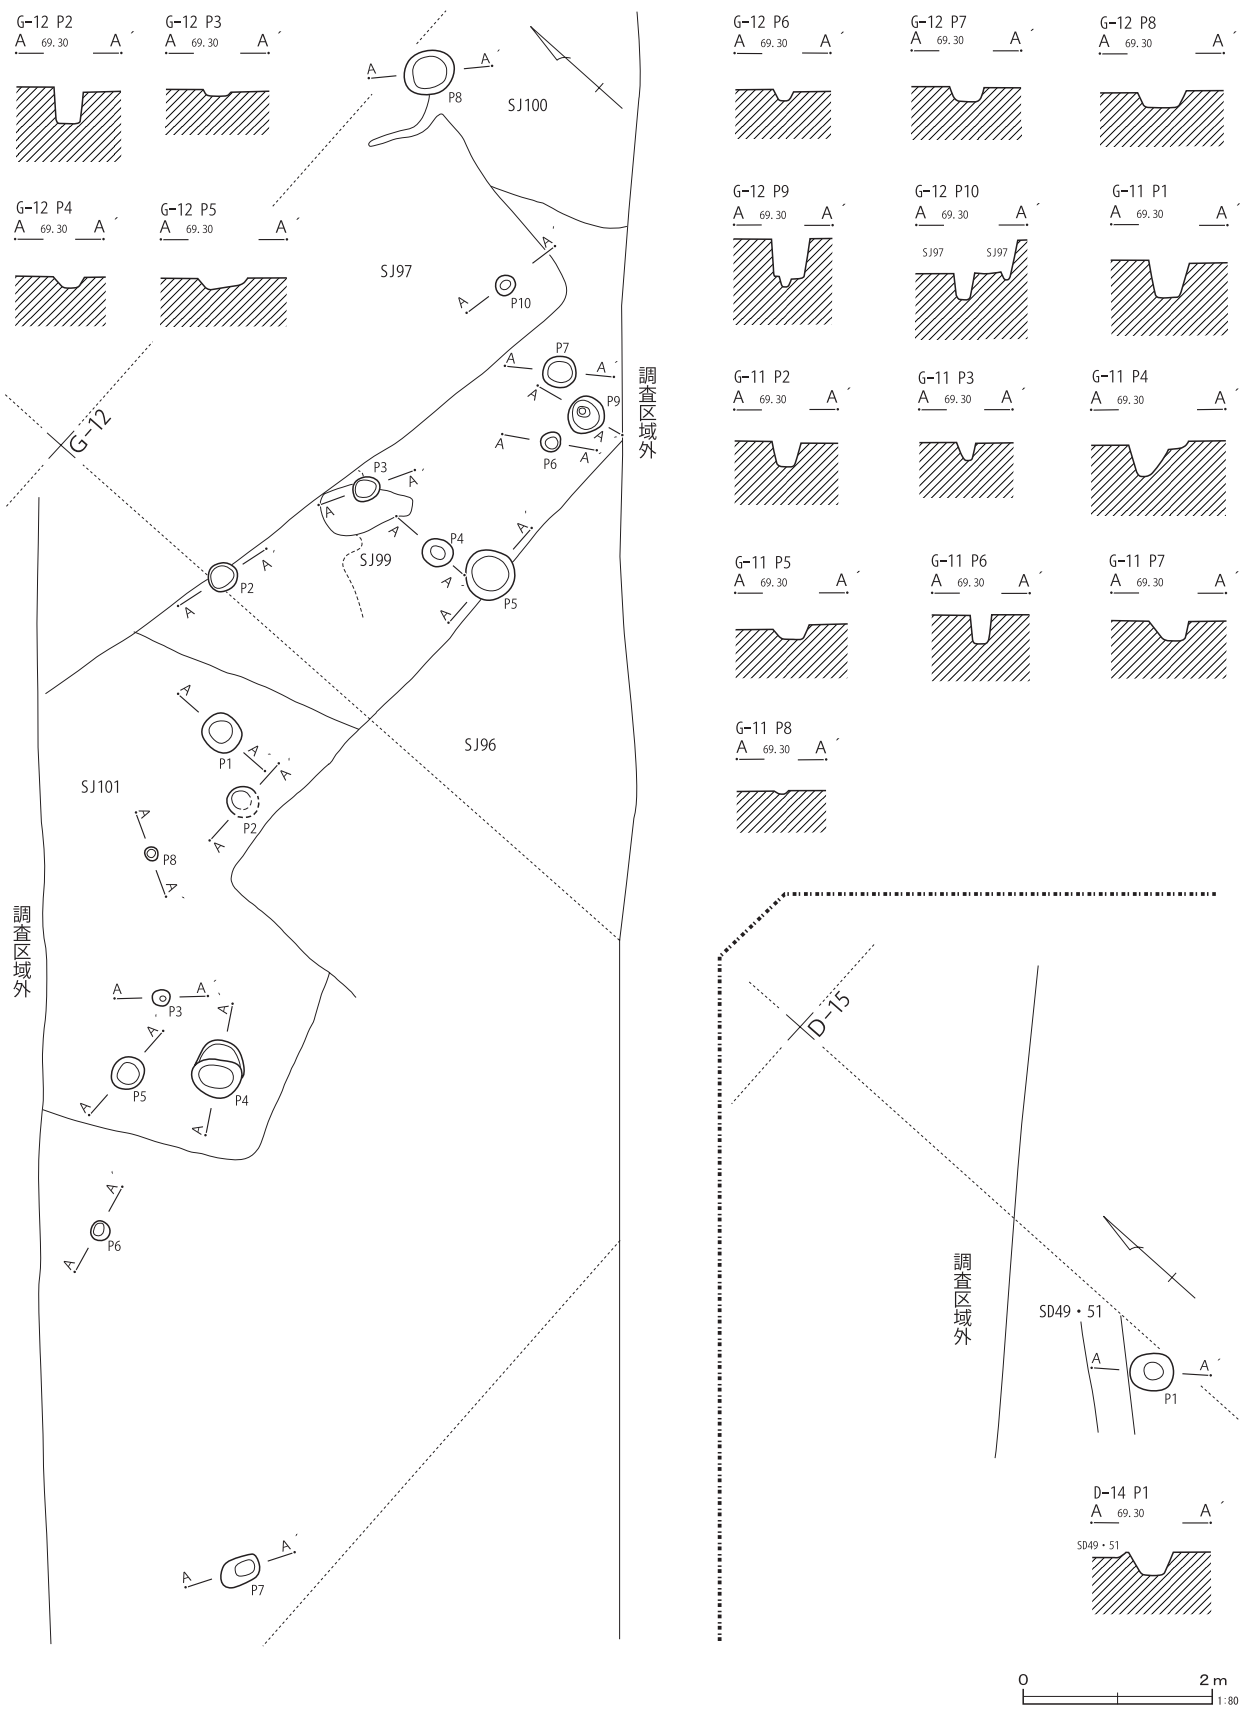 G-12 P2
A 69.30 A´
G-12 P3
A 69.30 A´
G-12 P4
A 69.30 A´
G-12 P5
A 69.30 A´
A A´
P8
SJ100
SJ97
A A´
P10
P7
A A´
A A´
P9
A A´
P6
調査区域外
G-12
P3
A A´
SJ99
A A´
P4
A A´
P5
A A´
P2
A A´
P1
SJ96
SJ101
A A´
P2
A A´
P8
調査区域外
A A´
P3
A A´
P5
A A´
P4
A A´
P6
A A´
P7
G-12 P6
A 69.30 A´
G-12 P7
A 69.30 A´
G-12 P8
A 69.30 A´
G-12 P9
A 69.30 A´
G-12 P10
A 69.30 A´
SJ97 SJ97
G-11 P1
A 69.30 A´
G-11 P2
A 69.30 A´
G-11 P3
A 69.30 A´
G-11 P4
A 69.30 A´
G-11 P5
A 69.30 A´
G-11 P6
A 69.30 A´
G-11 P7
A 69.30 A´
G-11 P8
A 69.30 A´
D-15
調査区域外
SD49・51
A A´
P1
D-14 P1
A 69.30 A´
SD49・51
0 2m
1:80